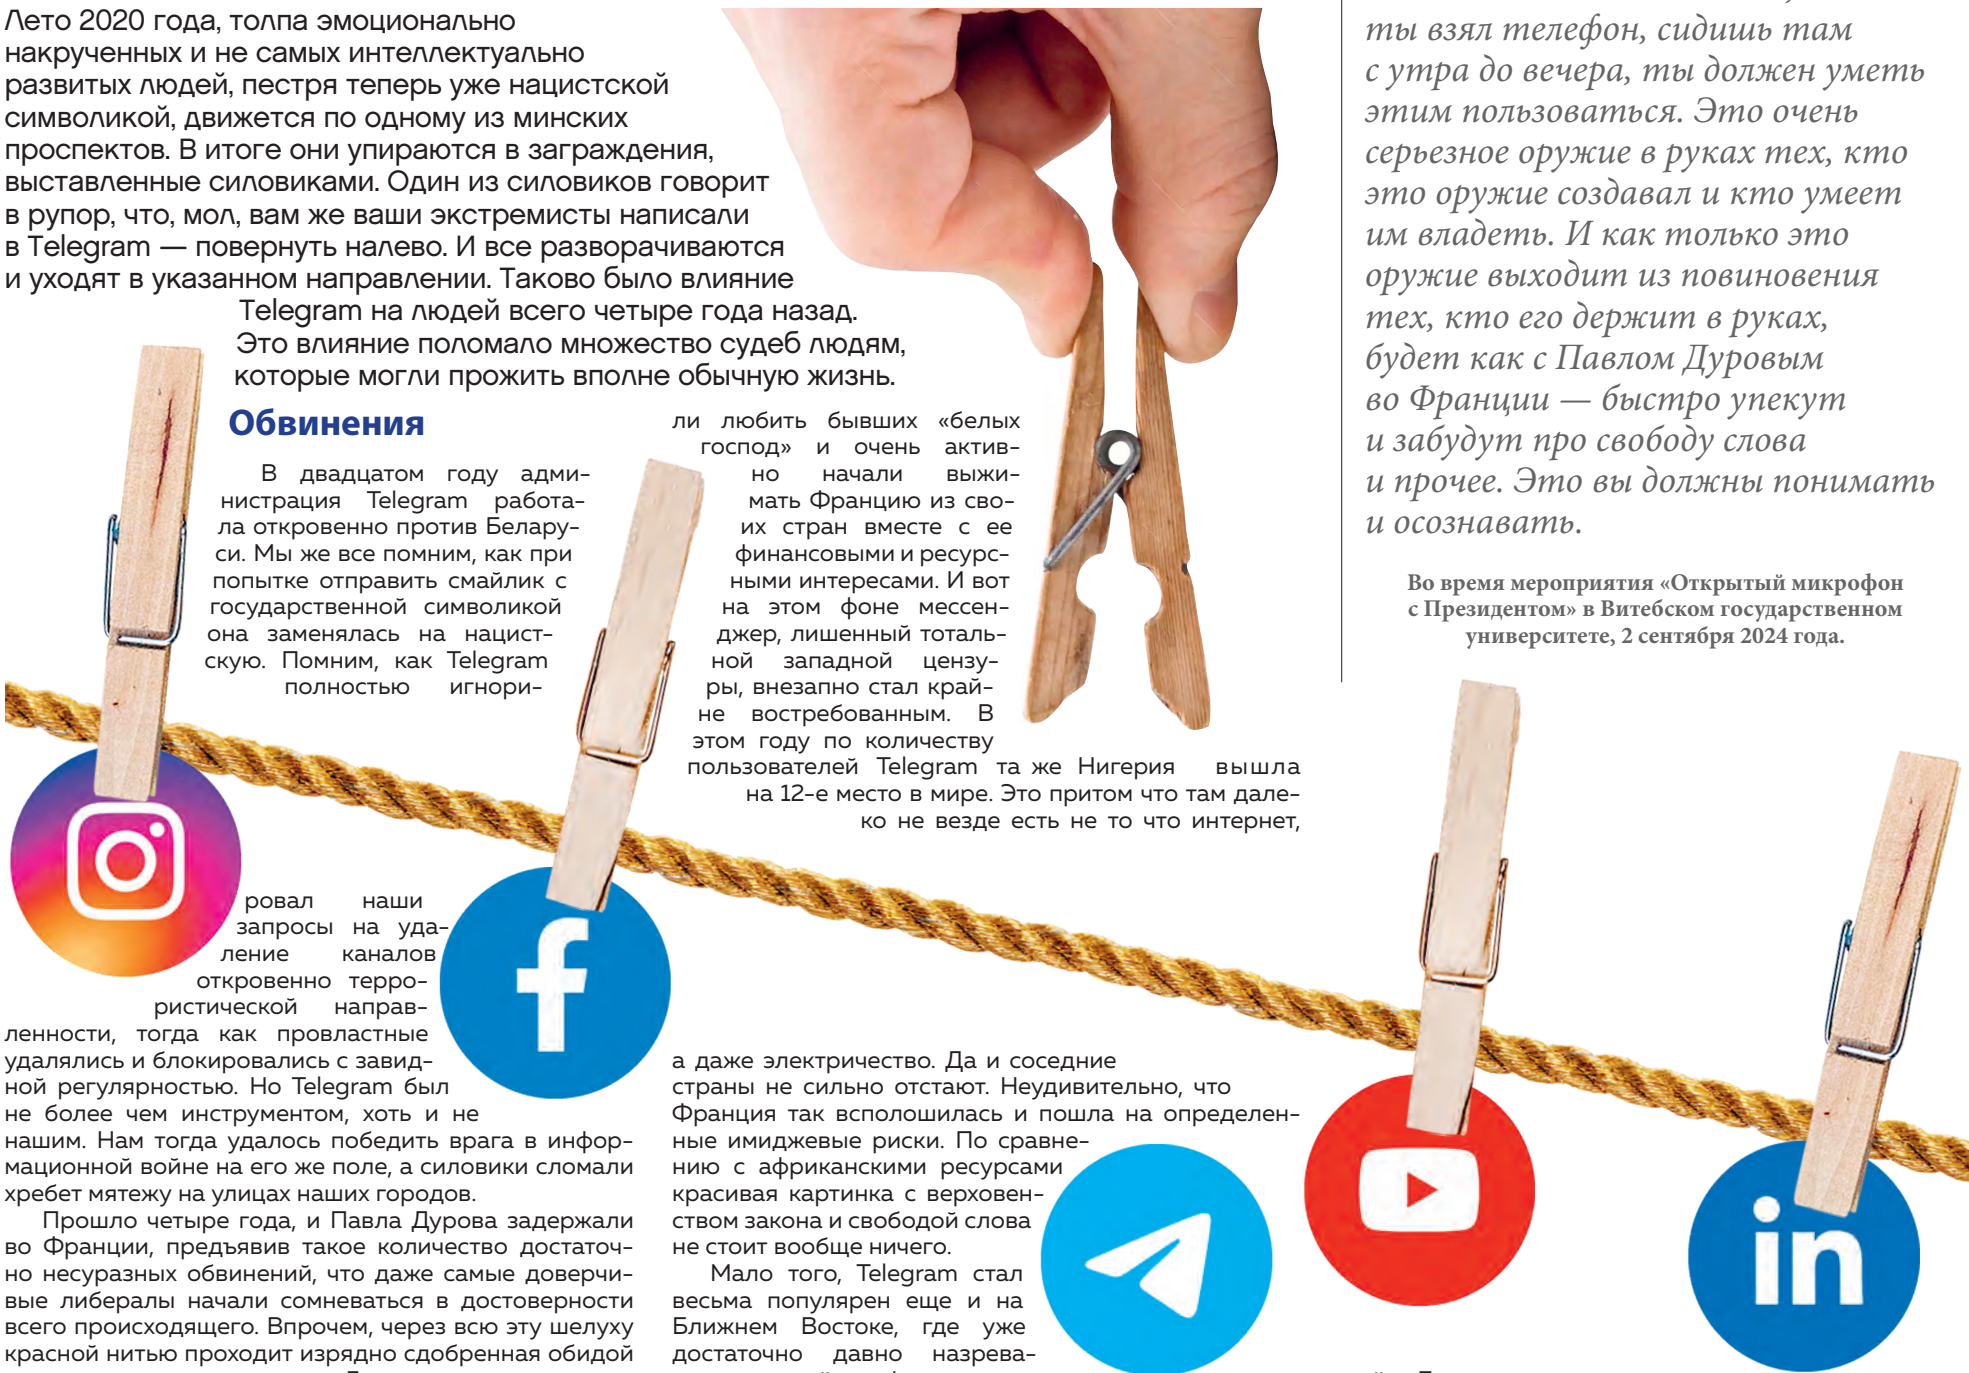 Лето 2020 года, толпа эмоционально
накрученных и не самых интеллектуально
развитых людей, пестря теперь уже нацистской
символикой, движется по одному из минских
проспектов. В итоге они упираются в заграждения,
выставленные силовиками. Один из силовиков говорит
в рупор, что, мол, вам же ваши экстремисты написали
в Telegram — повернуть налево. И все разворачиваются
и уходят в указанном направлении. Таково было влияние
Telegram на людей всего четыре года назад.
Это влияние поломало множество судеб людям,
которые могли прожить вполне обычную жизнь.
Обвинения
В двадцатом году адми-
нистрация Telegram работа-
ла откровенно против Белару-
си. Мы же все помним, как при
попытке отправить смайлик с
государственной символикой
она заменялась на нацист-
скую. Помним, как Telegram
полностью игнори-
ровал наши
запросы на уда-
ление каналов
откровенно терро-
ристической направ-
ленности, тогда как провластные
удалялись и блокировались с завид-
ной регулярностью. Но Telegram был
не более чем инструментом, хоть и не
нашим. Нам тогда удалось победить врага в инфор-
мационной войне на его же поле, а силовики сломали
хребет мятежу на улицах наших городов.
Прошло четыре года, и Павла Дурова задержали
во Франции, предъявив такое количество достаточ-
но несуразных обвинений, что даже самые доверчи-
вые либералы начали сомневаться в достоверности
всего происходящего. Впрочем, через всю эту шелуху
красной нитью проходит изрядно сдобренная обидой
ли любить бывших «белых
господ» и очень актив-
но начали выжи-
мать Францию из сво-
их стран вместе с ее
финансовыми и ресурс-
ными интересами. И вот
на этом фоне мессен-
джер, лишенный тоталь-
ной западной цензу-
ры, внезапно стал край-
не востребованным. В
этом году по количеству
пользователей Telegram та же Нигерия вышла
на 12-е место в мире. Это притом что там дале-
ко не везде есть не то что интернет,
а даже электричество. Да и соседние
страны не сильно отстают. Неудивительно, что
Франция так всполошилась и пошла на определен-
ные имиджевые риски. По сравне-
нию с африканскими ресурсами
красивая картинка с верховен-
ством закона и свободой слова
не стоит вообще ничего.
Мало того, Telegram стал
весьма популярен еще и на
Ближнем Востоке, где уже
достаточно давно назрева-
ты взял телефон, сидишь там
с утра до вечера, ты должен уметь
этим пользоваться. Это очень
серьезное оружие в руках тех, кто
это оружие создавал и кто умеет
им владеть. И как только это
оружие выходит из повиновения
тех, кто его держит в руках,
будет как с Павлом Дуровым
во Франции — быстро упекут
и забудут про свободу слова
и прочее. Это вы должны понимать
и осознавать.
Во время мероприятия «Открытый микрофон
с Президентом» в Витебском государственном
университете, 2 сентября 2024 года.
f
in